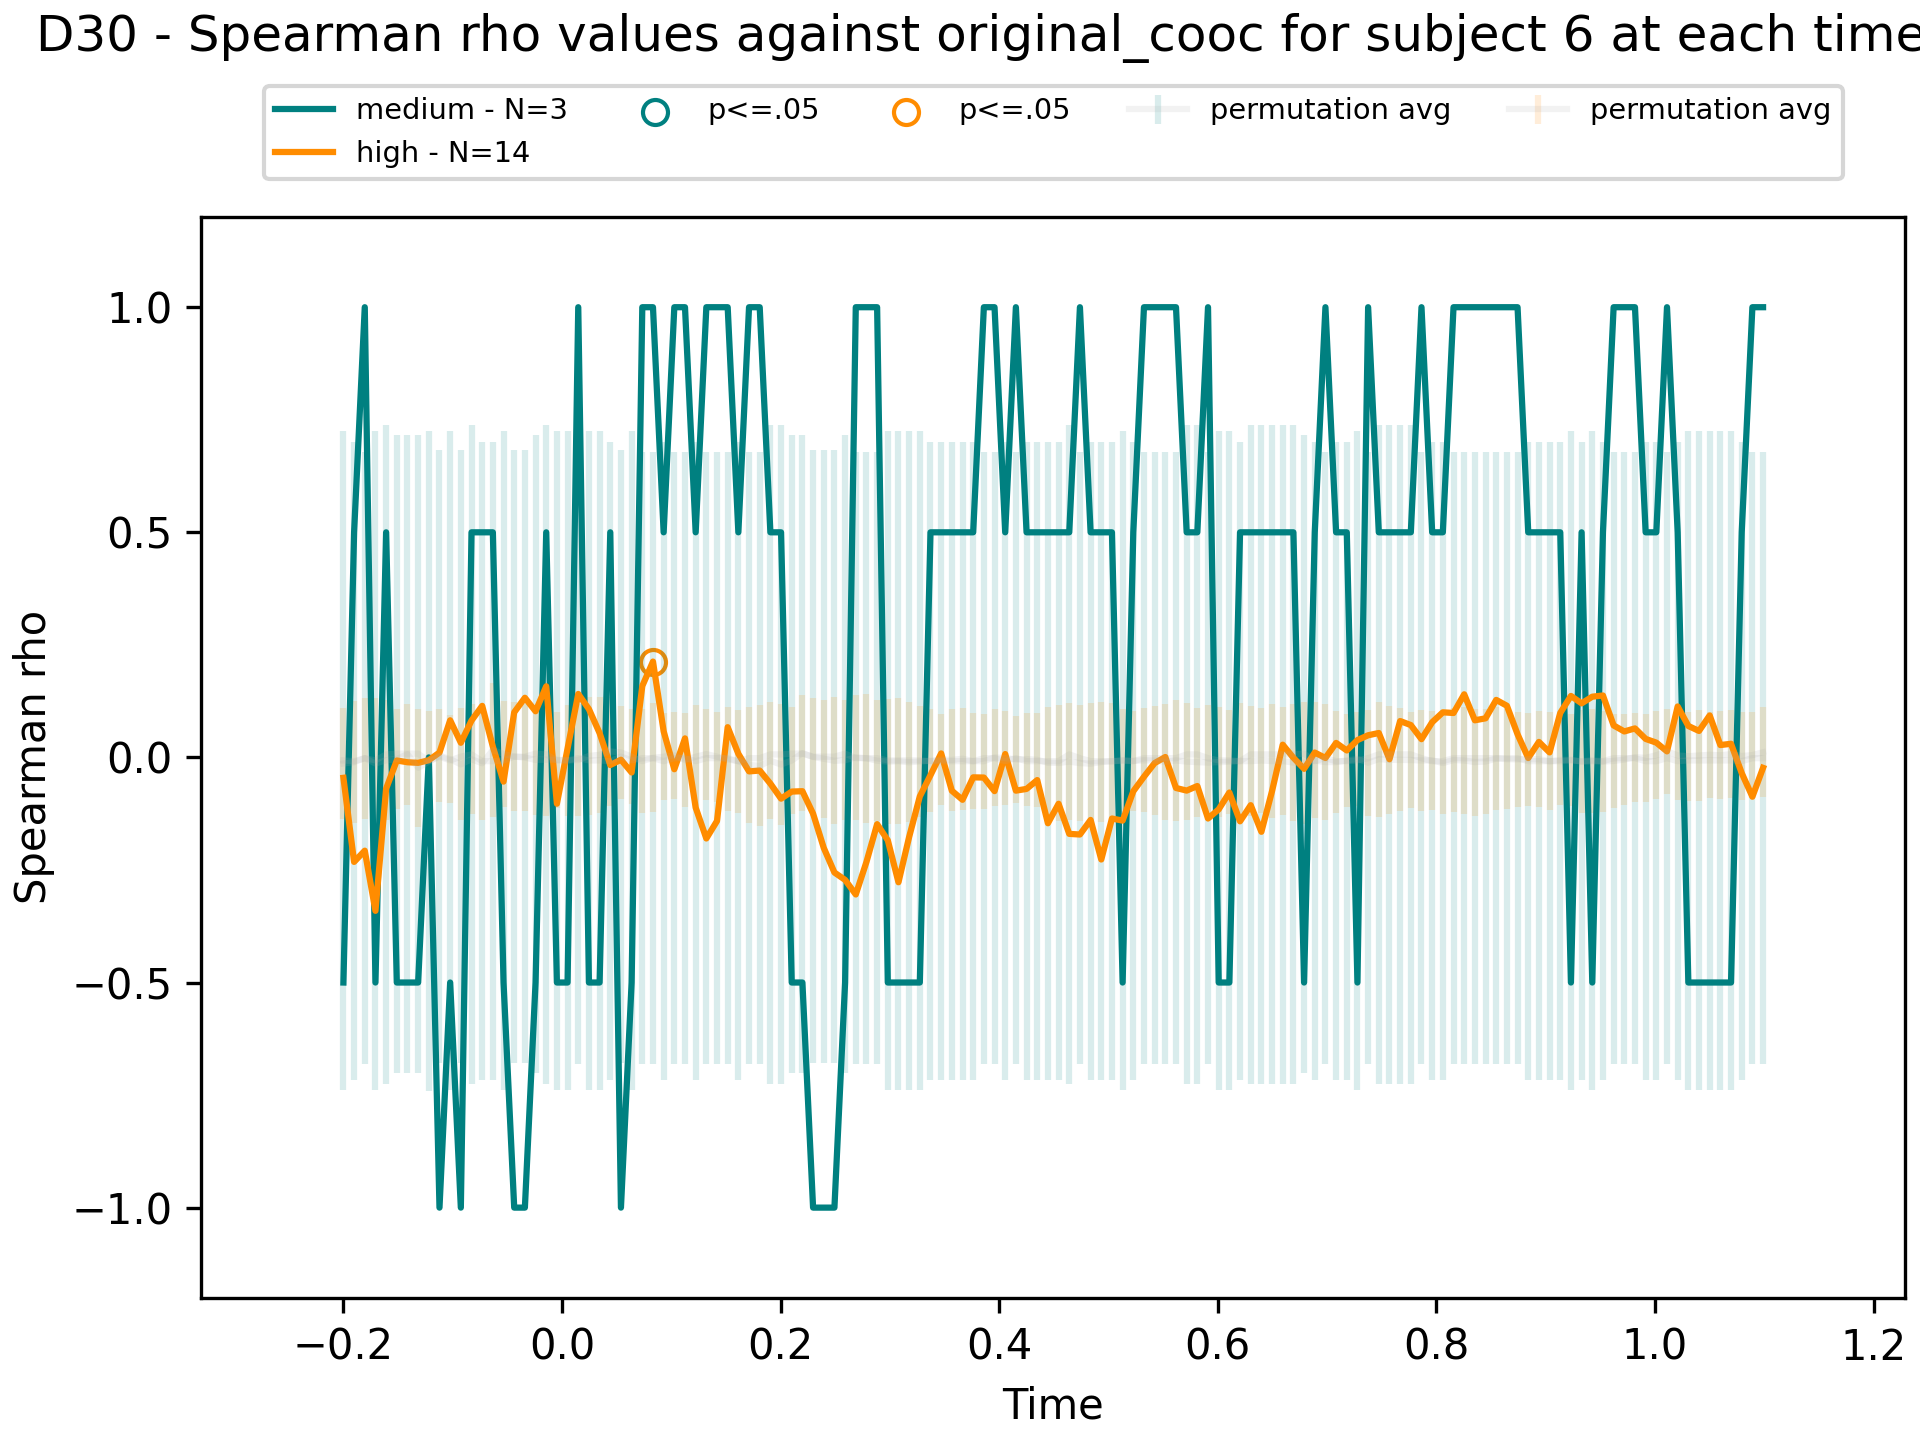 D30 - Spearman rho values against original_cooc for subject 6 at each time
medium - N=3
high - N=14
p<=.05
p<=.05
permutation avg
permutation avg
1.0
0.5
0.0
−0.5
−1.0
Spearman rho
−0.2 0.0 0.2 0.4 0.6 0.8 1.0 1.2
Time